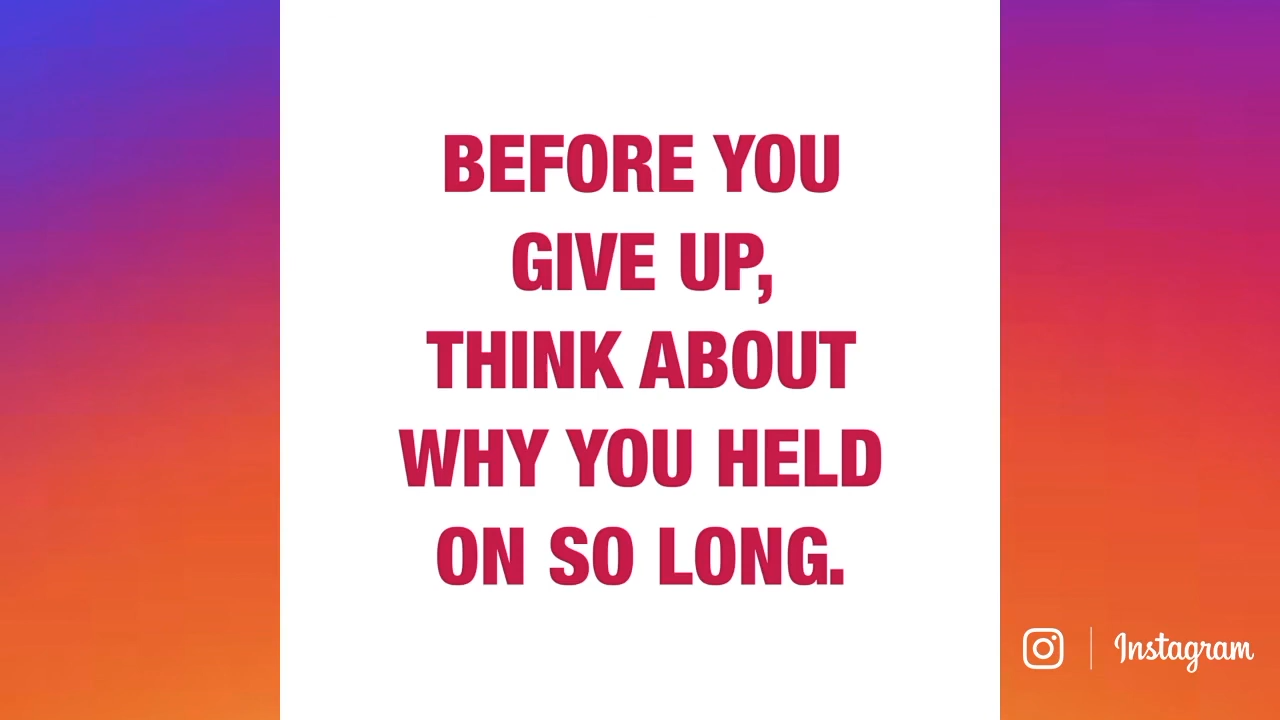 BEFORE YOU
GIVE UP,
THINK ABOUT
WHY YOU HELD
ON SO LONG.
Instagram